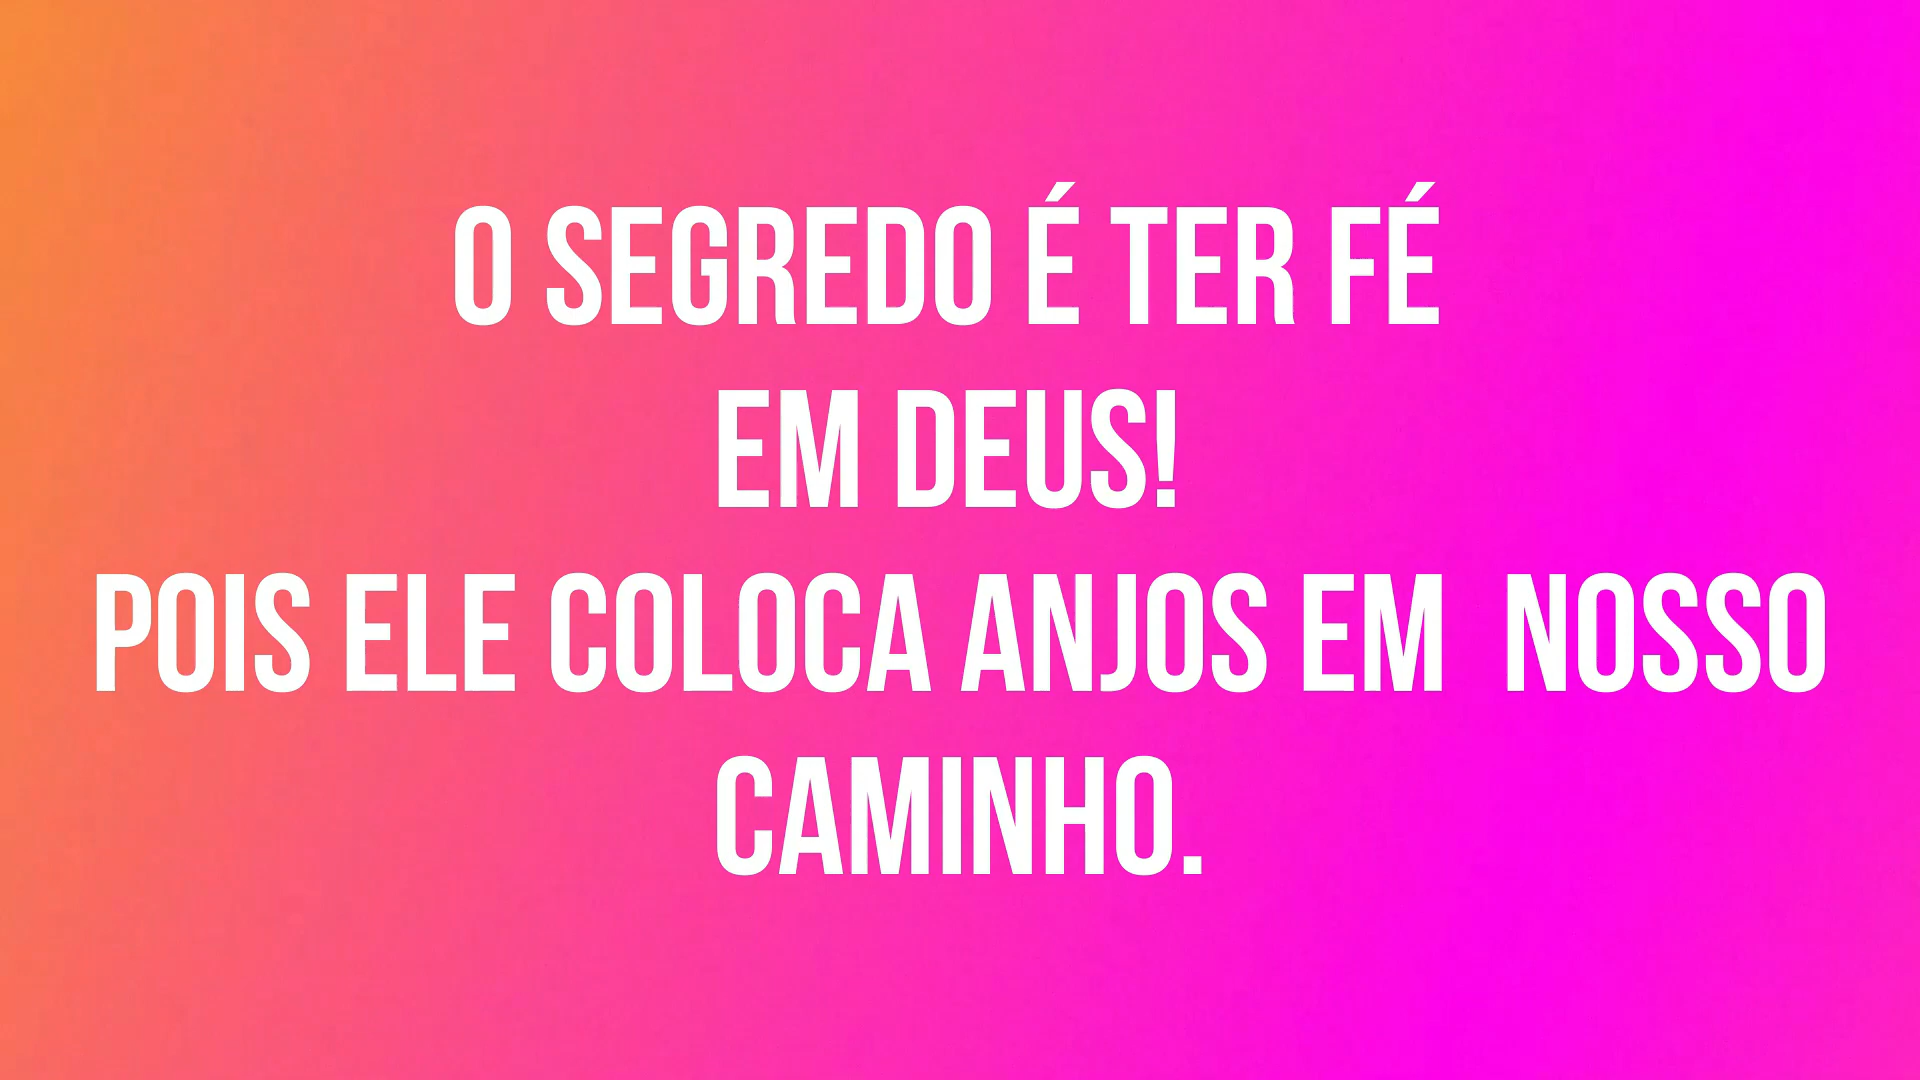 O SEGREDO É TER FÉ
EM DEUS!
POIS ELE COLOCA ANJOS EM  NOSSO
CAMINHO.